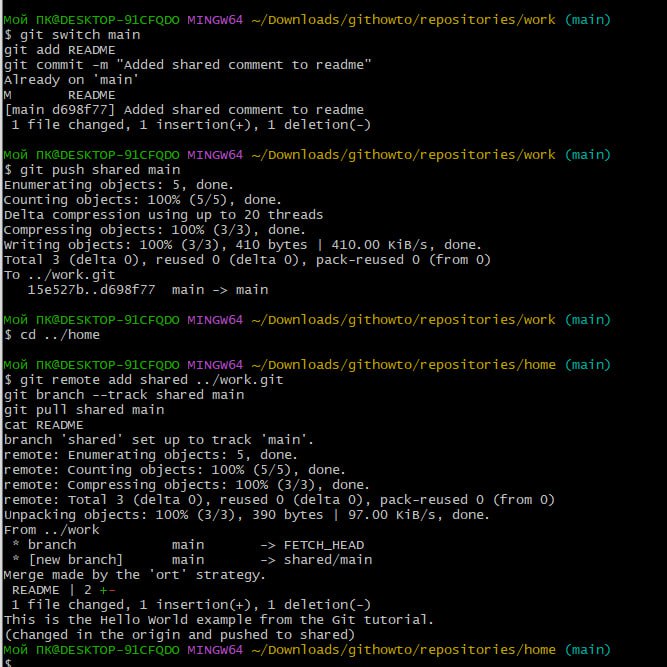 Мой ПК@DESKTOP-91CFQDO MINGW64 ~/Downloads/githowto/repositories/work (main)
$ git switch main
git add README
git commit -m "Added shared comment to readme"
Already on 'main'
M       README
[main d698f77] Added shared comment to readme
 1 file changed, 1 insertion(+), 1 deletion(-)

Мой ПК@DESKTOP-91CFQDO MINGW64 ~/Downloads/githowto/repositories/work (main)
$ git push shared main
Enumerating objects: 5, done.
Counting objects: 100% (5/5), done.
Delta compression using up to 20 threads
Compressing objects: 100% (3/3), done.
Writing objects: 100% (3/3), 410 bytes | 410.00 KiB/s, done.
Total 3 (delta 0), reused 0 (delta 0), pack-reused 0 (from 0)
To ../work.git
   15e527b..d698f77  main -> main

Мой ПК@DESKTOP-91CFQDO MINGW64 ~/Downloads/githowto/repositories/work (main)
$ cd ../home

Мой ПК@DESKTOP-91CFQDO MINGW64 ~/Downloads/githowto/repositories/home (main)
$ git remote add shared ../work.git
git branch --track shared main
git pull shared main
cat README
branch 'shared' set up to track 'main'.
remote: Enumerating objects: 5, done.
remote: Counting objects: 100% (5/5), done.
remote: Compressing objects: 100% (3/3), done.
remote: Total 3 (delta 0), reused 0 (delta 0), pack-reused 0 (from 0)
Unpacking objects: 100% (3/3), 390 bytes | 97.00 KiB/s, done.
From ../work
 * branch            main       -> FETCH_HEAD
 * [new branch]      main       -> shared/main
Merge made by the 'ort' strategy.
 README | 2 +-
 1 file changed, 1 insertion(+), 1 deletion(-)
This is the Hello World example from the Git tutorial.
(changed in the origin and pushed to shared)
Мой ПК@DESKTOP-91CFQDO MINGW64 ~/Downloads/githowto/repositories/home (main)
$